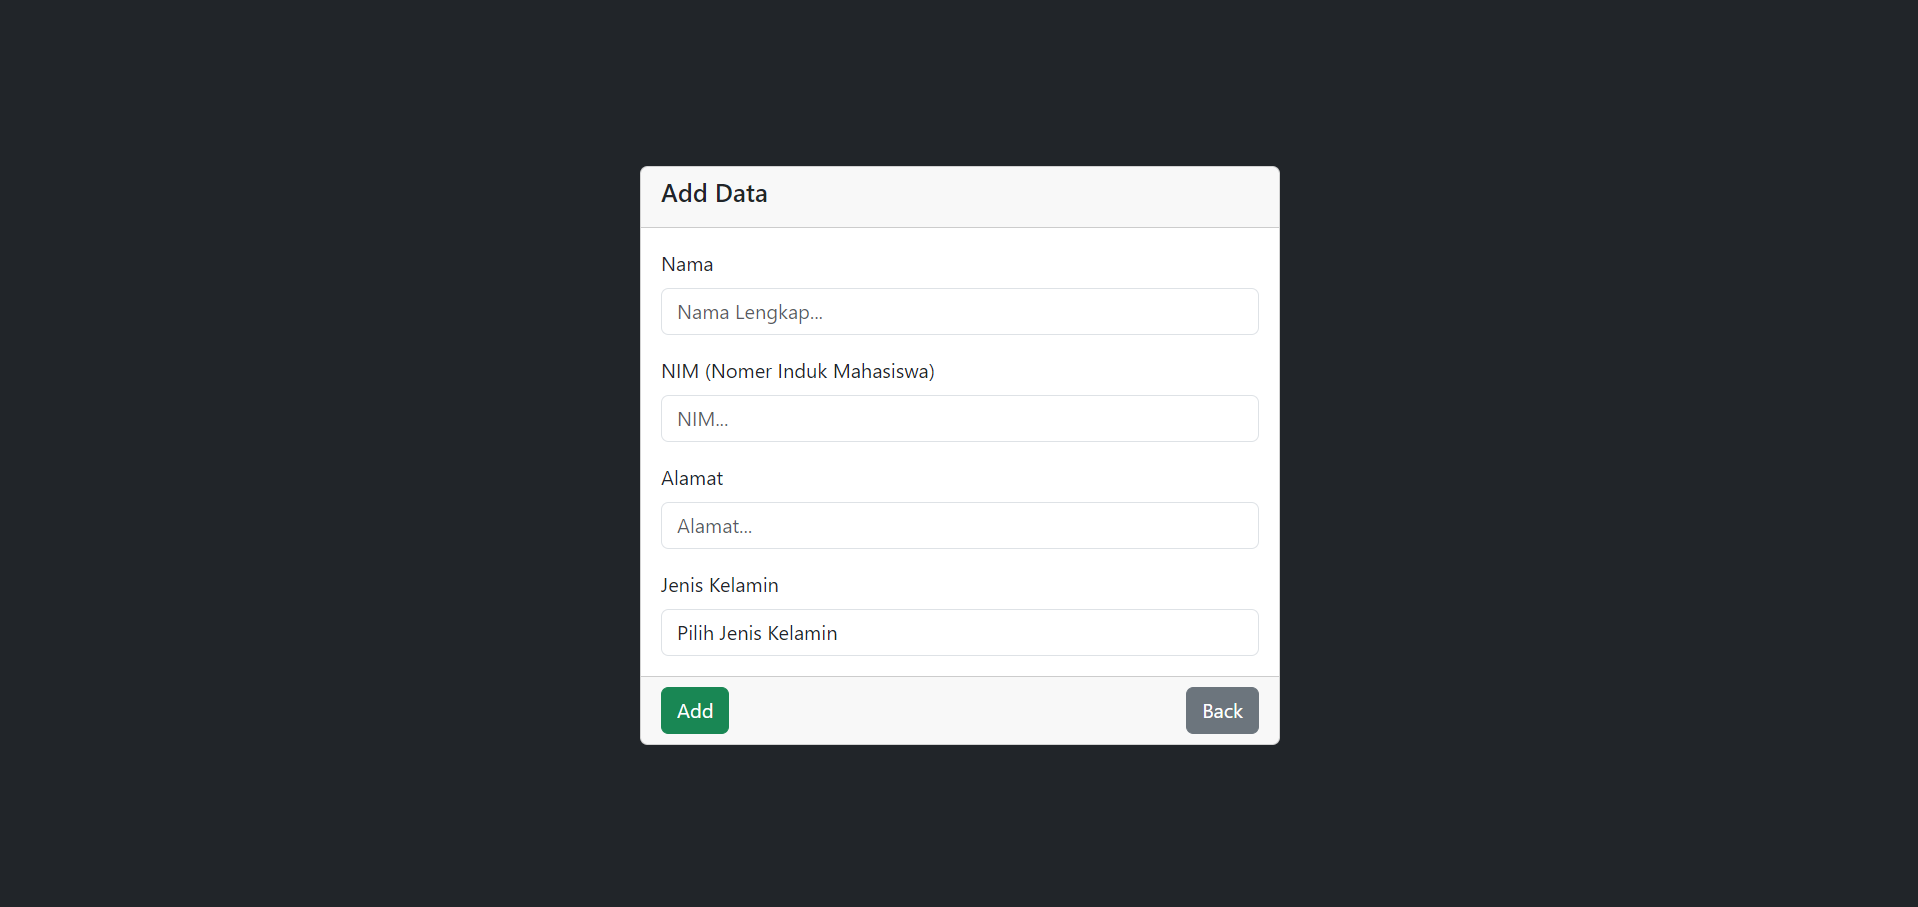 Add Data
Nama
Nama Lengkap...
NIM (Nomer Induk Mahasiswa)
NIM...
Alamat
Alamat...
Jenis Kelamin
Pilih Jenis Kelamin
Add
Back